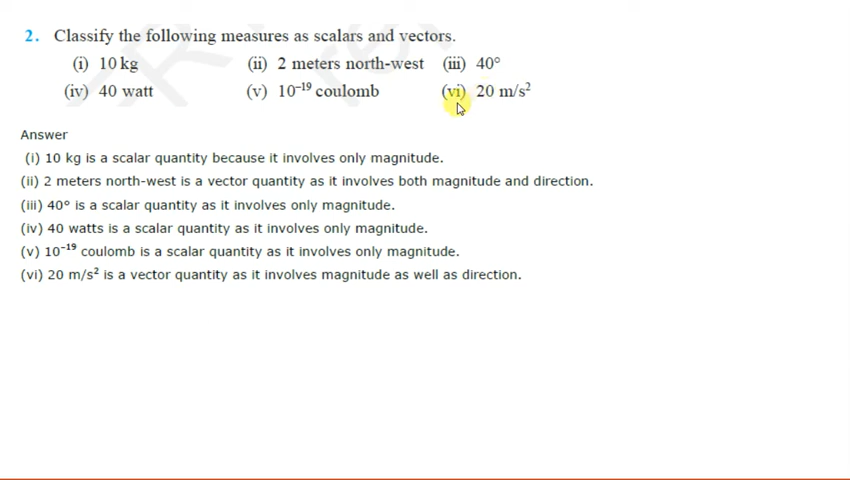 2. Classify the following measures as scalars and vectors.
(i) 10 kg (ii) 2 meters north-west (iii) 40°
(iv) 40 watt (v) 10⁻¹⁹ coulomb (vi) 20 m/s²
Answer
(i) 10 kg is a scalar quantity because it involves only magnitude.
(ii) 2 meters north-west is a vector quantity as it involves both magnitude and direction.
(iii) 40° is a scalar quantity as it involves only magnitude.
(iv) 40 watts is a scalar quantity as it involves only magnitude.
(v) 10⁻¹⁹ coulomb is a scalar quantity as it involves only magnitude.
(vi) 20 m/s² is a vector quantity as it involves magnitude as well as direction.